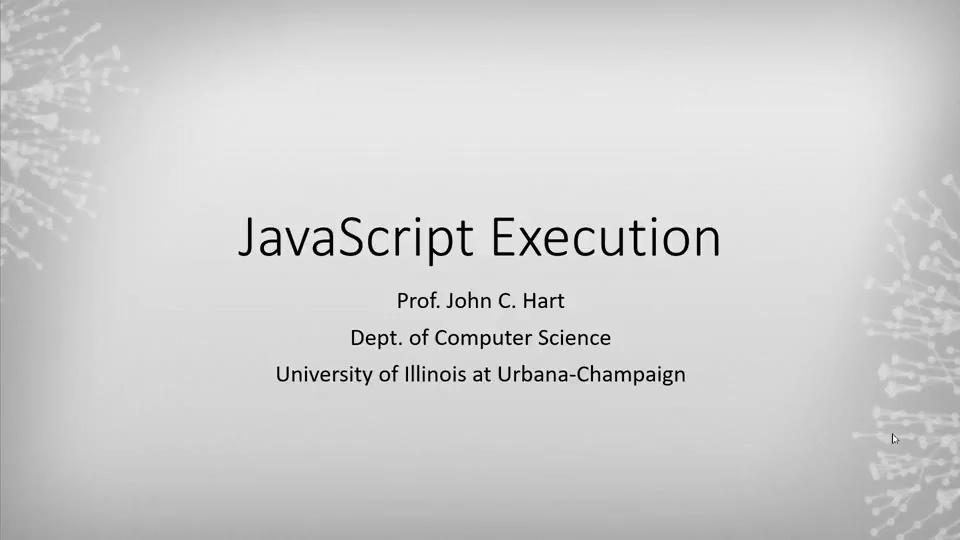 JavaScript Execution
Prof. John C. Hart
Dept. of Computer Science
University of Illinois at Urbana-Champaign